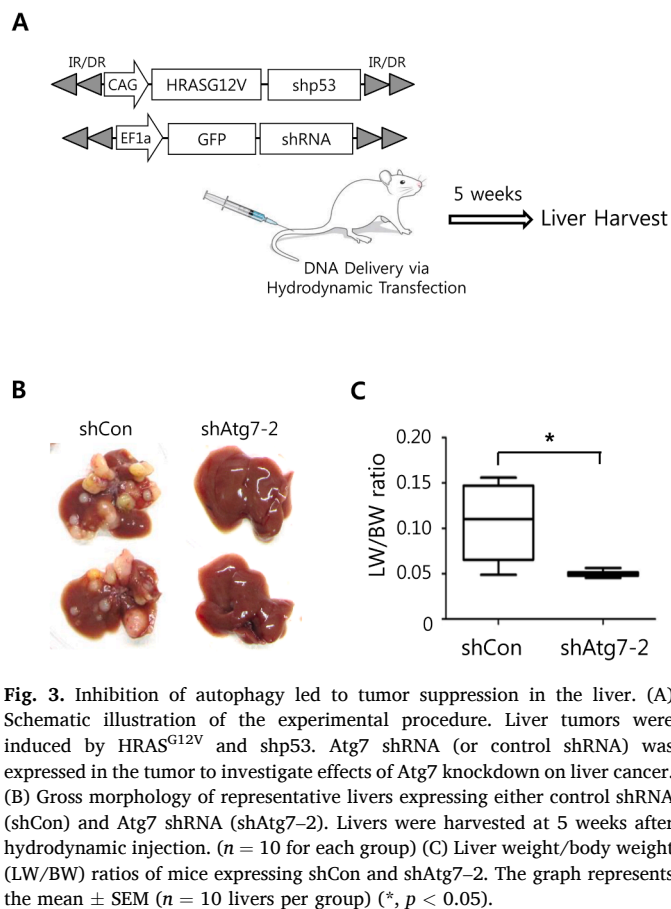 A
IR/DR IR/DR
CAG HRASG12V shp53
EF1a GFP shRNA
5 weeks
Liver Harvest
DNA Delivery via
Hydrodynamic Transfection
B
shCon shAtg7-2
C
*
LW/BW ratio
0.20
0.15
0.10
0.05
0
shCon shAtg7-2
Fig. 3. Inhibition of autophagy led to tumor suppression in the liver. (A)
Schematic illustration of the experimental procedure. Liver tumors were
induced by HRAS^G12V and shp53. Atg7 shRNA (or control shRNA) was
expressed in the tumor to investigate effects of Atg7 knockdown on liver cancer.
(B) Gross morphology of representative livers expressing either control shRNA
(shCon) and Atg7 shRNA (shAtg7–2). Livers were harvested at 5 weeks after
hydrodynamic injection. (n = 10 for each group) (C) Liver weight/body weight
(LW/BW) ratios of mice expressing shCon and shAtg7–2. The graph represents
the mean ± SEM (n = 10 livers per group) (*, p < 0.05).